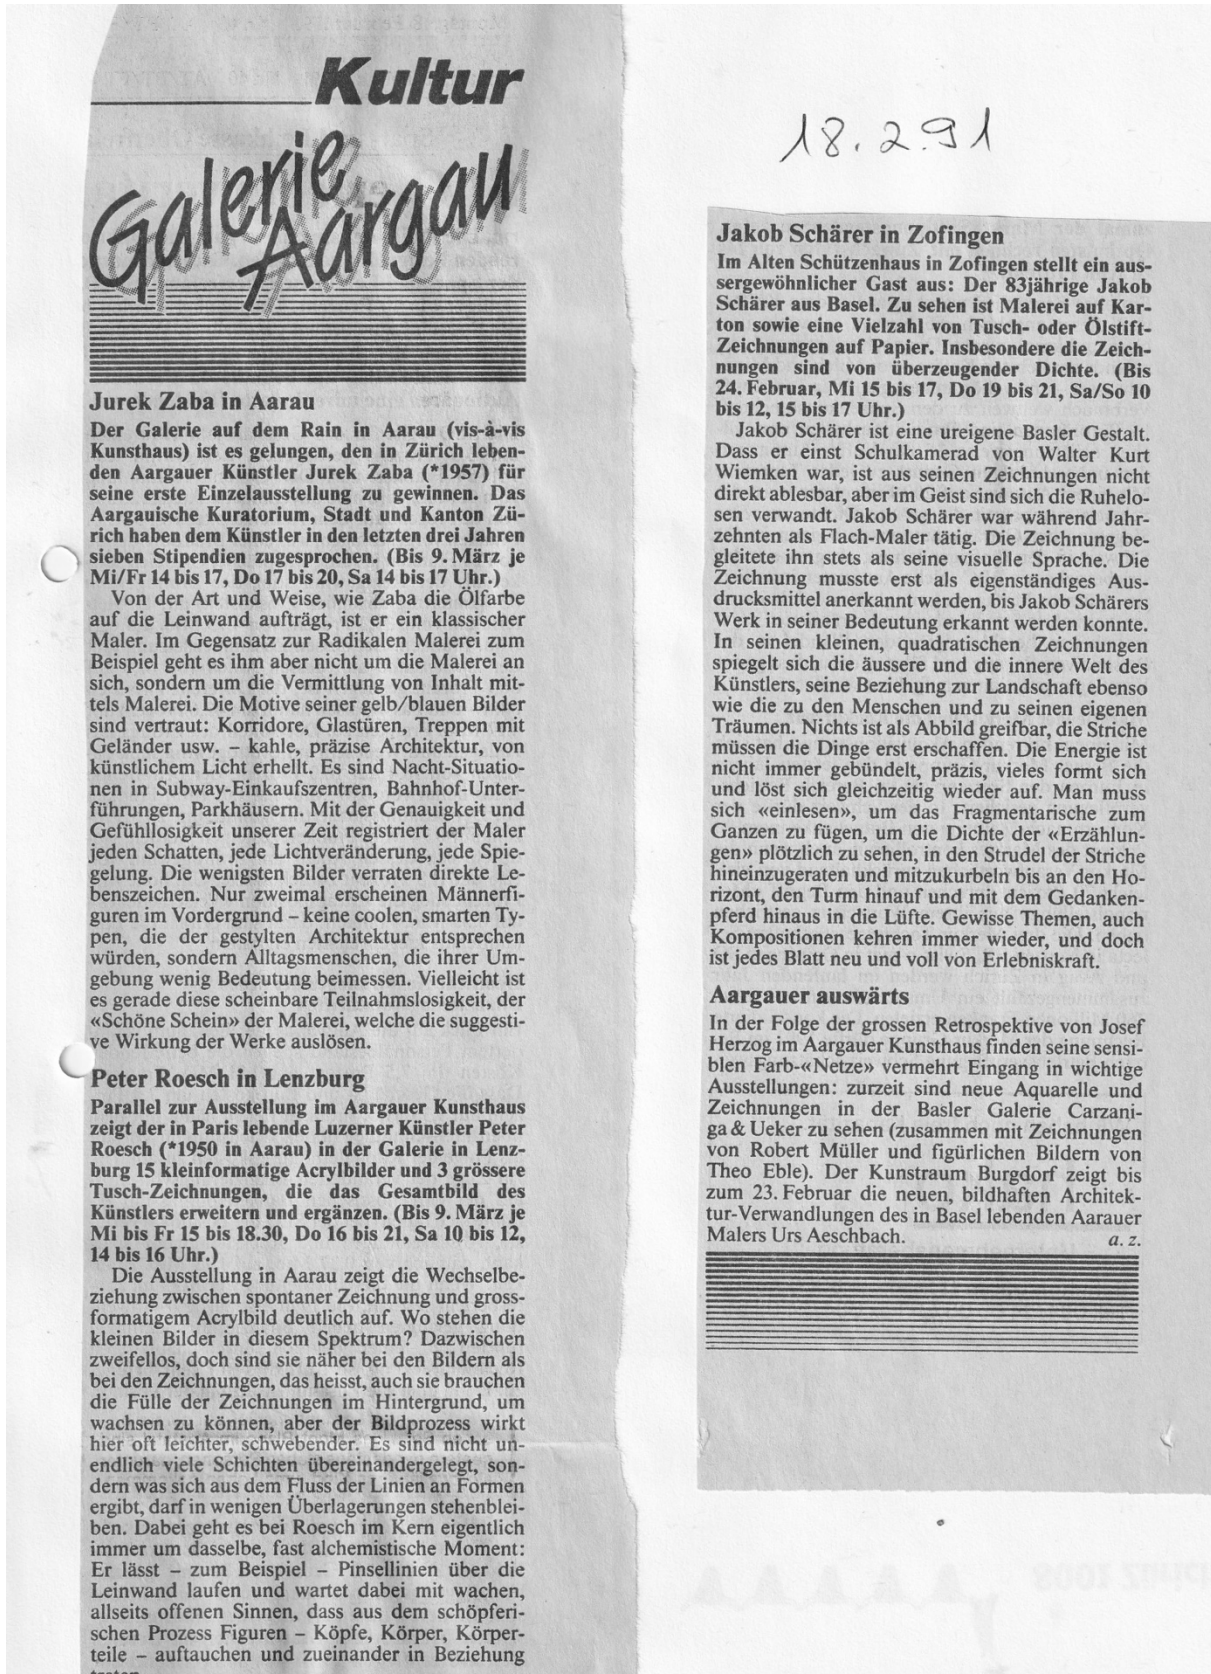 Kultur
Galerie
Aargau
Jurek Zaba in Aarau
Der Galerie auf dem Rain in Aarau (vis-à-vis
Kunsthaus) ist es gelungen, den in Zürich leben-
den Aargauer Künstler Jurek Zaba (*1957) für
seine erste Einzelausstellung zu gewinnen. Das
Aargauische Kuratorium, Stadt und Kanton Zü-
rich haben dem Künstler in den letzten drei Jahren
sieben Stipendien zugesprochen. (Bis 9. März je
Mi/Fr 14 bis 17, Do 17 bis 20, Sa 14 bis 17 Uhr.)
Von der Art und Weise, wie Zaba die Ölfarbe
auf die Leinwand aufträgt, ist er ein klassischer
Maler. Im Gegensatz zur Radikalen Malerei zum
Beispiel geht es ihm aber nicht um die Malerei an
sich, sondern um die Vermittlung von Inhalt mit-
tels Malerei. Die Motive seiner gelb/blauen Bilder
sind vertraut: Korridore, Glastüren, Treppen mit
Geländer usw. – kahle, präzise Architektur, von
künstlichem Licht erhellt. Es sind Nacht-Situatio-
nen in Subway-Einkaufszentren, Bahnhof-Unter-
führungen, Parkhäusern. Mit der Genauigkeit und
Gefühllosigkeit unserer Zeit registriert der Maler
jeden Schatten, jede Lichtveränderung, jede Spie-
gelung. Die wenigsten Bilder verraten direkte Le-
benszeichen. Nur zweimal erscheinen Männerfi-
guren im Vordergrund – keine coolen, smarten Ty-
pen, die der gestylten Architektur entsprechen
würden, sondern Alltagsmenschen, die ihrer Um-
gebung wenig Bedeutung beimessen. Vielleicht ist
es gerade diese scheinbare Teilnahmslosigkeit, der
«Schöne Schein» der Malerei, welche die suggesti-
ve Wirkung der Werke auslösen.
Peter Roesch in Lenzburg
Parallel zur Ausstellung im Aargauer Kunsthaus
zeigt der in Paris lebende Luzerner Künstler Peter
Roesch (*1950 in Aarau) in der Galerie in Lenz-
burg 15 kleinformatige Acrylbilder und 3 grössere
Tusch-Zeichnungen, die das Gesamtbild des
Künstlers erweitern und ergänzen. (Bis 9. März je
Mi bis Fr 15 bis 18.30, Do 16 bis 21, Sa 10 bis 12,
14 bis 16 Uhr.)
Die Ausstellung in Aarau zeigt die Wechselbe-
ziehung zwischen spontaner Zeichnung und gross-
formatigem Acrylbild deutlich auf. Wo stehen die
kleinen Bilder in diesem Spektrum? Dazwischen
zweifellos, doch sind sie näher bei den Bildern als
bei den Zeichnungen, das heisst, auch sie brauchen
die Fülle der Zeichnungen im Hintergrund, um
wachsen zu können, aber der Bildprozess wirkt
hier oft leichter, schwebender. Es sind nicht un-
endlich viele Schichten übereinandergelegt, son-
dern was sich aus dem Fluss der Linien an Formen
ergibt, darf in wenigen Überlagerungen stehenblei-
ben. Dabei geht es bei Roesch im Kern eigentlich
immer um dasselbe, fast alchemistische Moment:
Er lässt – zum Beispiel – Pinsellinien über die
Leinwand laufen und wartet dabei mit wachen,
allseits offenen Sinnen, dass aus dem schöpferi-
schen Prozess Figuren – Köpfe, Körper, Körper-
teile – auftauchen und zueinander in Beziehung
18.2.91
Jakob Schärer in Zofingen
Im Alten Schützenhaus in Zofingen stellt ein aus-
sergewöhnlicher Gast aus: Der 83jährige Jakob
Schärer aus Basel. Zu sehen ist Malerei auf Kar-
ton sowie eine Vielzahl von Tusch- oder Ölstift-
Zeichnungen auf Papier. Insbesondere die Zeich-
nungen sind von überzeugender Dichte. (Bis
24. Februar, Mi 15 bis 17, Do 19 bis 21, Sa/So 10
bis 12, 15 bis 17 Uhr.)
Jakob Schärer ist eine ureigene Basler Gestalt.
Dass er einst Schulkamerad von Walter Kurt
Wiemken war, ist aus seinen Zeichnungen nicht
direkt ablesbar, aber im Geist sind sich die Ruhelo-
sen verwandt. Jakob Schärer war während Jahr-
zehnten als Flach-Maler tätig. Die Zeichnung be-
gleitete ihn stets als seine visuelle Sprache. Die
Zeichnung musste erst als eigenständiges Aus-
drucksmittel anerkannt werden, bis Jakob Schärers
Werk in seiner Bedeutung erkannt werden konnte.
In seinen kleinen, quadratischen Zeichnungen
spiegelt sich die äussere und die innere Welt des
Künstlers, seine Beziehung zur Landschaft ebenso
wie die zu den Menschen und zu seinen eigenen
Träumen. Nichts ist als Abbild greifbar, die Striche
müssen die Dinge erst erschaffen. Die Energie ist
nicht immer gebündelt, präzis, vieles formt sich
und löst sich gleichzeitig wieder auf. Man muss
sich «einlesen», um das Fragmentarische zum
Ganzen zu fügen, um die Dichte der «Erzählun-
gen» plötzlich zu sehen, in den Strudel der Striche
hineinzugeraten und mitzukurbeln bis an den Ho-
rizont, den Turm hinauf und mit dem Gedanken-
pferd hinaus in die Lüfte. Gewisse Themen, auch
Kompositionen kehren immer wieder, und doch
ist jedes Blatt neu und voll von Erlebniskraft.
Aargauer auswärts
In der Folge der grossen Retrospektive von Josef
Herzog im Aargauer Kunsthaus finden seine sensi-
blen Farb-«Netze» vermehrt Eingang in wichtige
Ausstellungen: zurzeit sind neue Aquarelle und
Zeichnungen in der Basler Galerie Carzani-
ga & Ueker zu sehen (zusammen mit Zeichnungen
von Robert Müller und figürlichen Bildern von
Theo Eble). Der Kunstraum Burgdorf zeigt bis
zum 23. Februar die neuen, bildhaften Architek-
tur-Verwandlungen des in Basel lebenden Aarauer
Malers Urs Aeschbach. a. z.